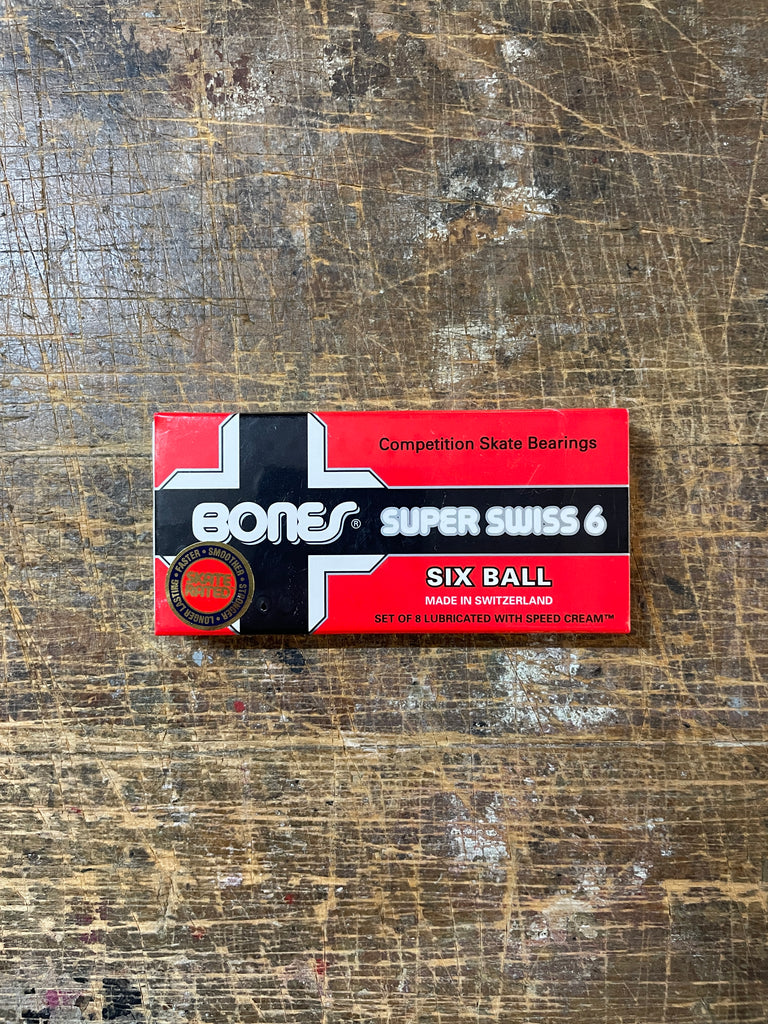 Competition Skate Bearings
BONES®
SUPER SWISS 6
SIX BALL
MADE IN SWITZERLAND
SET OF 8 LUBRICATED WITH SPEED CREAM™
FASTER • SMOOTHER • STRONGER • LONGER LASTING •
SKATE
RATED